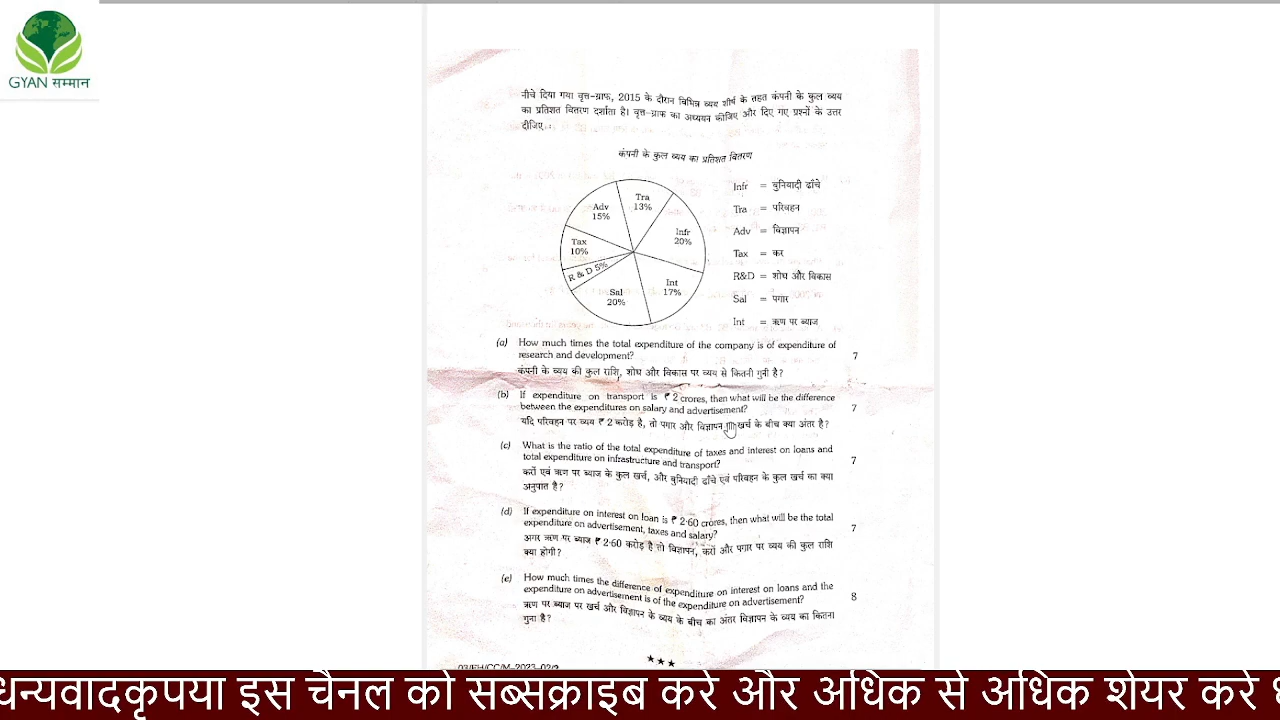 GYAN सम्मान
नीचे दिया गया वृत्त-ग्राफ, 2015 के दौरान विभिन्न व्यय शीर्ष के तहत कंपनी के कुल व्यय
का प्रतिशत वितरण दर्शाता है। वृत्त-ग्राफ का अध्ययन कीजिए और दिए गए प्रश्नों के उत्तर
दीजिए :
कंपनी के कुल व्यय का प्रतिशत वितरण
Tra
13%
Adv
15%
Infr
20%
Tax
10%
R & D 5%
Int
17%
Sal
20%
Infr = बुनियादी ढाँचे
Tra = परिवहन
Adv = विज्ञापन
Tax = कर
R&D = शोध और विकास
Sal = पगार
Int = ऋण पर ब्याज
(a) How much times the total expenditure of the company is of expenditure of
research and development? 7
कंपनी के व्यय की कुल राशि, शोध और विकास पर व्यय से कितनी गुनी है?
(b) If expenditure on transport is ₹ 2 crores, then what will be the difference
between the expenditures on salary and advertisement? 7
यदि परिवहन पर व्यय ₹ 2 करोड़ है, तो पगार और विज्ञापन खर्च के बीच क्या अंतर है?
(c) What is the ratio of the total expenditure of taxes and interest on loans and
total expenditure on infrastructure and transport? 7
करों एवं ऋण पर ब्याज के कुल खर्च, और बुनियादी ढाँचे एवं परिवहन के कुल खर्च का क्या
अनुपात है?
(d) If expenditure on interest on loan is ₹ 2·60 crores, then what will be the total
expenditure on advertisement, taxes and salary? 7
अगर ऋण पर ब्याज ₹ 2·60 करोड़ है तो विज्ञापन, करों और पगार पर व्यय की कुल राशि
क्या होगी?
(e) How much times the difference of expenditure on interest on loans and the
expenditure on advertisement is of the expenditure on advertisement? 8
ऋण पर ब्याज पर खर्च और विज्ञापन के व्यय के बीच का अंतर विज्ञापन के व्यय का कितना
गुना है?
★★★
धन्यवादकृपया इस चैनल को सब्सक्राइब करे और अधिक से अधिक शेयर करे